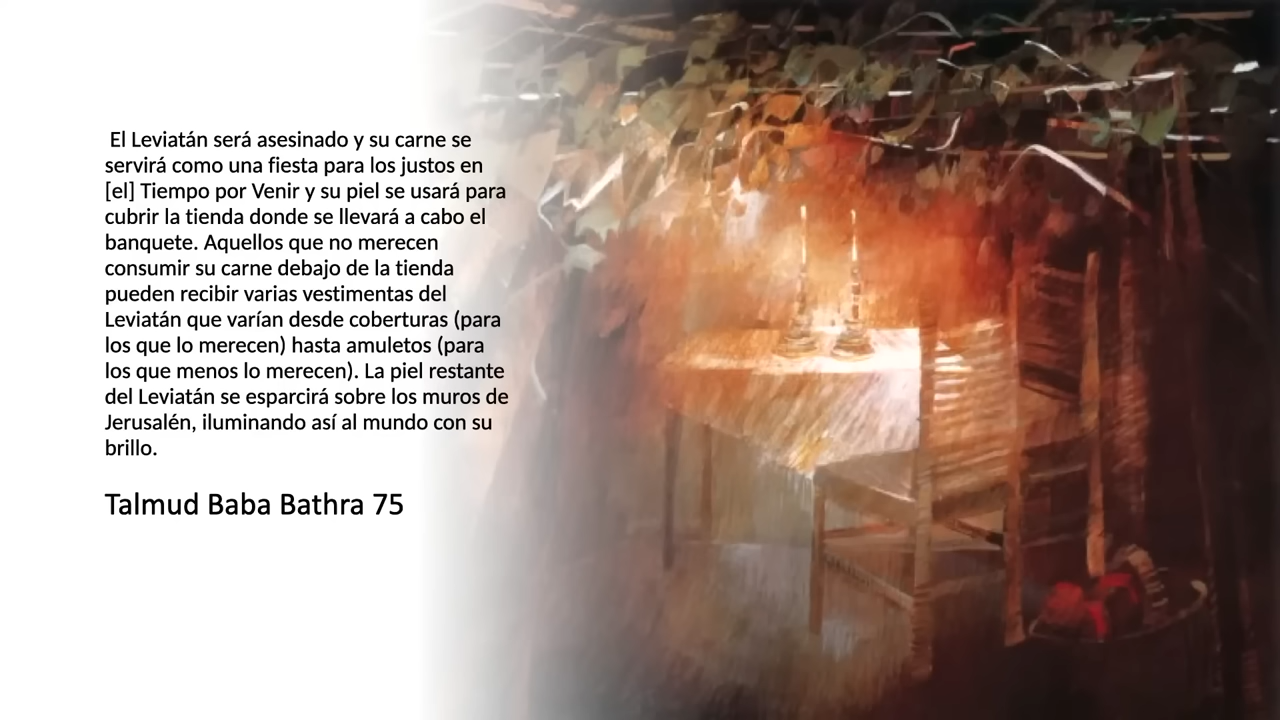 El Leviatán será asesinado y su carne se
servirá como una fiesta para los justos en
[el] Tiempo por Venir y su piel se usará para
cubrir la tienda donde se llevará a cabo el
banquete. Aquellos que no merecen
consumir su carne debajo de la tienda
pueden recibir varias vestimentas del
Leviatán que varían desde coberturas (para
los que lo merecen) hasta amuletos (para
los que menos lo merecen). La piel restante
del Leviatán se esparcirá sobre los muros de
Jerusalén, iluminando así al mundo con su
brillo.
Talmud Baba Bathra 75